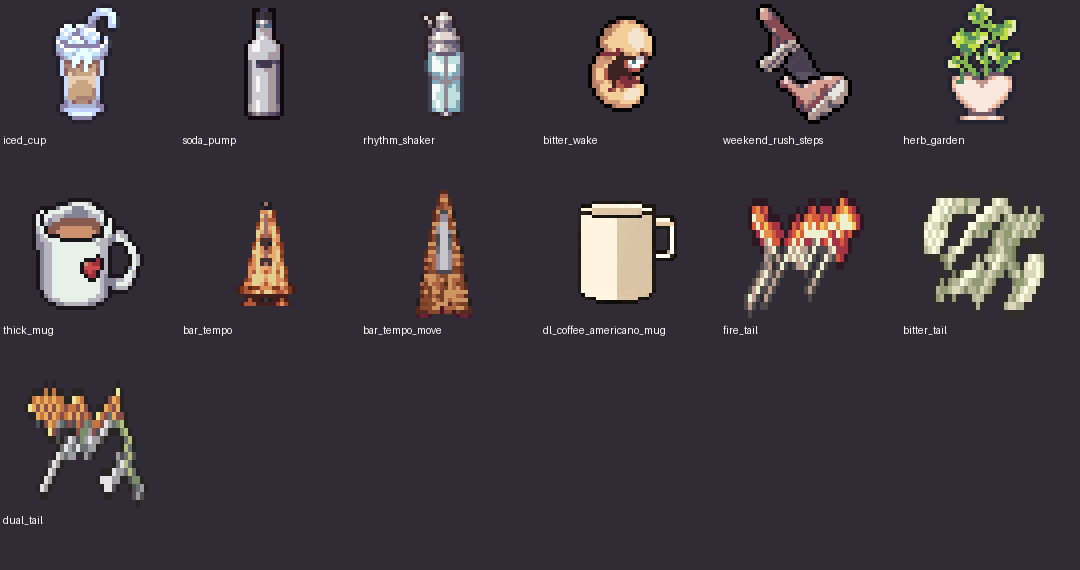 iced_cup
soda_pump
rhythm_shaker
bitter_wake
weekend_rush_steps
herb_garden
thick_mug
bar_tempo
bar_tempo_move
dl_coffee_americano_mug
fire_tail
bitter_tail
dual_tail